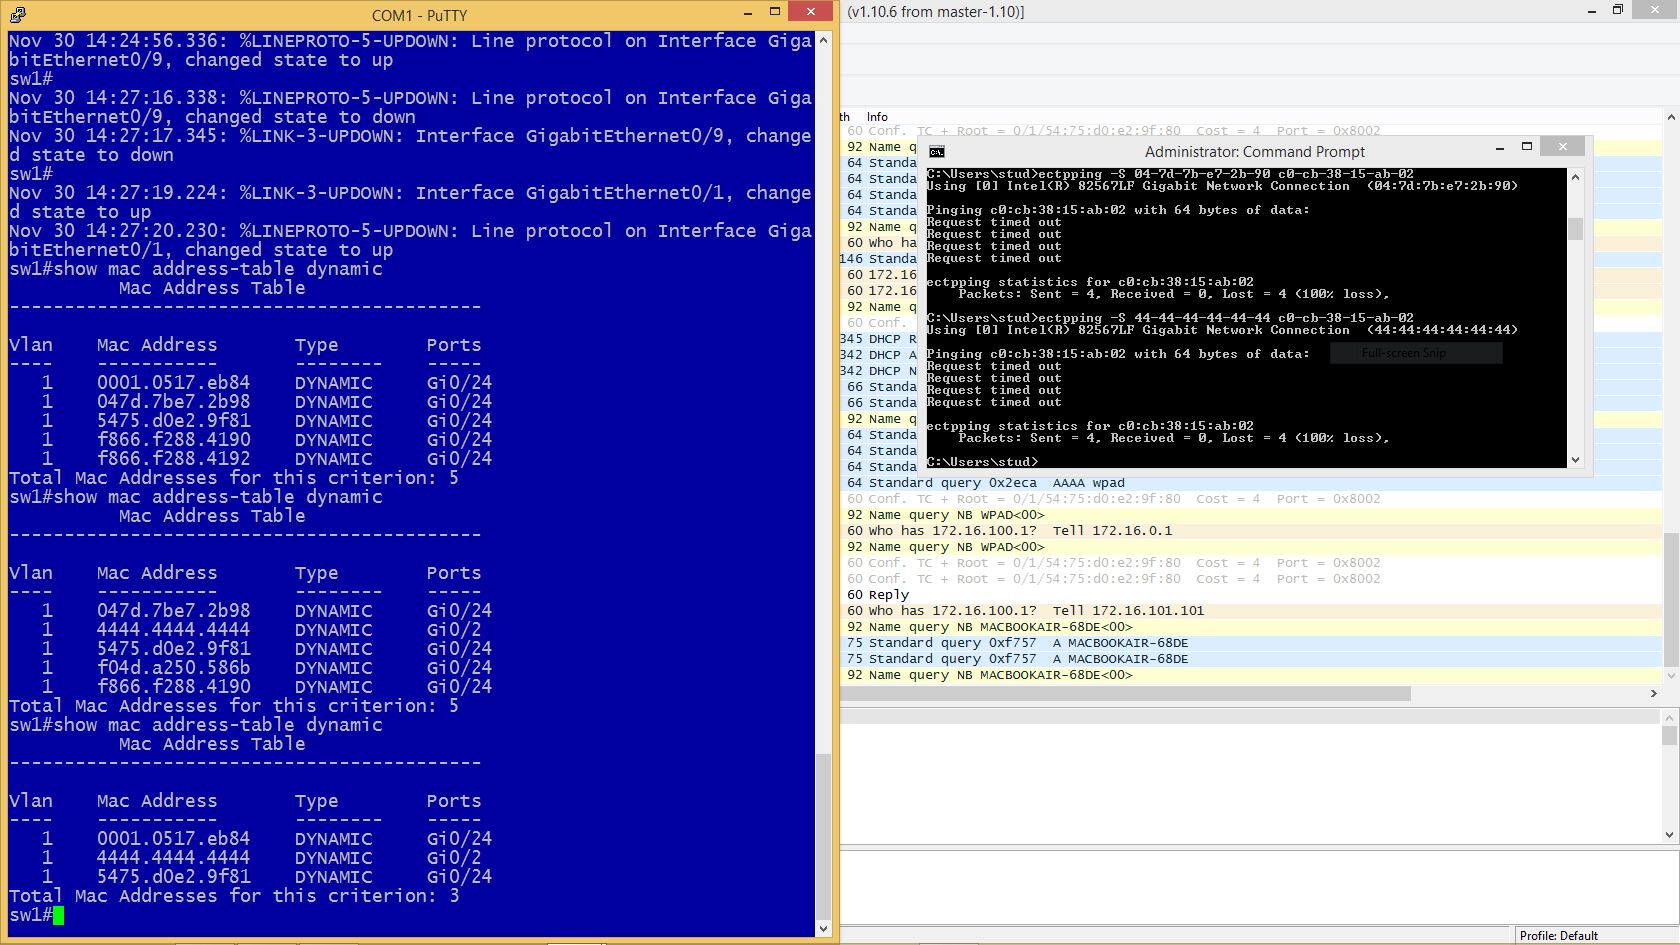 COM1 - PuTTY
Nov 30 14:24:56.336: %LINEPROTO-5-UPDOWN: Line protocol on Interface Giga
bitEthernet0/9, changed state to up
sw1#
Nov 30 14:27:16.338: %LINEPROTO-5-UPDOWN: Line protocol on Interface Giga
bitEthernet0/9, changed state to down
Nov 30 14:27:17.345: %LINK-3-UPDOWN: Interface GigabitEthernet0/9, change
d state to down
sw1#
Nov 30 14:27:19.224: %LINK-3-UPDOWN: Interface GigabitEthernet0/1, change
d state to up
Nov 30 14:27:20.230: %LINEPROTO-5-UPDOWN: Line protocol on Interface Giga
bitEthernet0/1, changed state to up
sw1#show mac address-table dynamic
Mac Address Table
-------------------------------------------
Vlan    Mac Address       Type        Ports
----    -----------       --------    -----
1    0001.0517.eb84    DYNAMIC     Gi0/24
1    047d.7be7.2b98    DYNAMIC     Gi0/24
1    5475.d0e2.9f81    DYNAMIC     Gi0/24
1    f866.f288.4190    DYNAMIC     Gi0/24
1    f866.f288.4192    DYNAMIC     Gi0/24
Total Mac Addresses for this criterion: 5
sw1#show mac address-table dynamic
Mac Address Table
-------------------------------------------
Vlan    Mac Address       Type        Ports
----    -----------       --------    -----
1    047d.7be7.2b98    DYNAMIC     Gi0/24
1    4444.4444.4444    DYNAMIC     Gi0/2
1    5475.d0e2.9f81    DYNAMIC     Gi0/24
1    f04d.a250.586b    DYNAMIC     Gi0/24
1    f866.f288.4190    DYNAMIC     Gi0/24
Total Mac Addresses for this criterion: 5
sw1#show mac address-table dynamic
Mac Address Table
-------------------------------------------
Vlan    Mac Address       Type        Ports
----    -----------       --------    -----
1    0001.0517.eb84    DYNAMIC     Gi0/24
1    4444.4444.4444    DYNAMIC     Gi0/2
1    5475.d0e2.9f81    DYNAMIC     Gi0/24
Total Mac Addresses for this criterion: 3
sw1#
(v1.10.6 from master-1.10)]
th Info
60 Conf. TC + Root = 0/1/54:75:d0:e2:9f:80  Cost = 4  Port = 0x8002
92 Name q
64 Standa
64 Standa
64 Standa
64 Standa
92 Name q
60 Who has
146 Standa
60 172.16
60 172.16
92 Name q
60 Conf.
345 DHCP R
342 DHCP A
342 DHCP N
66 Standa
66 Standa
92 Name q
64 Standa
64 Standa
64 Standa
64 Standard query 0x2eca  AAAA wpad
60 Conf. TC + Root = 0/1/54:75:d0:e2:9f:80  Cost = 4  Port = 0x8002
92 Name query NB WPAD<00>
60 Who has 172.16.100.1?  Tell 172.16.0.1
92 Name query NB WPAD<00>
60 Conf. TC + Root = 0/1/54:75:d0:e2:9f:80  Cost = 4  Port = 0x8002
60 Conf. TC + Root = 0/1/54:75:d0:e2:9f:80  Cost = 4  Port = 0x8002
60 Reply
60 Who has 172.16.100.1?  Tell 172.16.101.101
92 Name query NB MACBOOKAIR-68DE<00>
75 Standard query 0xf757  A MACBOOKAIR-68DE
75 Standard query 0xf757  A MACBOOKAIR-68DE
92 Name query NB MACBOOKAIR-68DE<00>
Administrator: Command Prompt
C:\Users\stud>ectpping -S 04-7d-7b-e7-2b-90 c0-cb-38-15-ab-02
Using [0] Intel(R) 82567LF Gigabit Network Connection  (04:7d:7b:e7:2b:90)
Pinging c0:cb:38:15:ab:02 with 64 bytes of data:
Request timed out
Request timed out
Request timed out
Request timed out
ectpping statistics for c0:cb:38:15:ab:02
Packets: Sent = 4, Received = 0, Lost = 4 (100% loss),
C:\Users\stud>ectpping -S 44-44-44-44-44-44 c0-cb-38-15-ab-02
Using [0] Intel(R) 82567LF Gigabit Network Connection  (44:44:44:44:44:44)
Pinging c0:cb:38:15:ab:02 with 64 bytes of data:
Full-screen Snip
Request timed out
Request timed out
Request timed out
Request timed out
ectpping statistics for c0:cb:38:15:ab:02
Packets: Sent = 4, Received = 0, Lost = 4 (100% loss),
C:\Users\stud>
Profile: Default